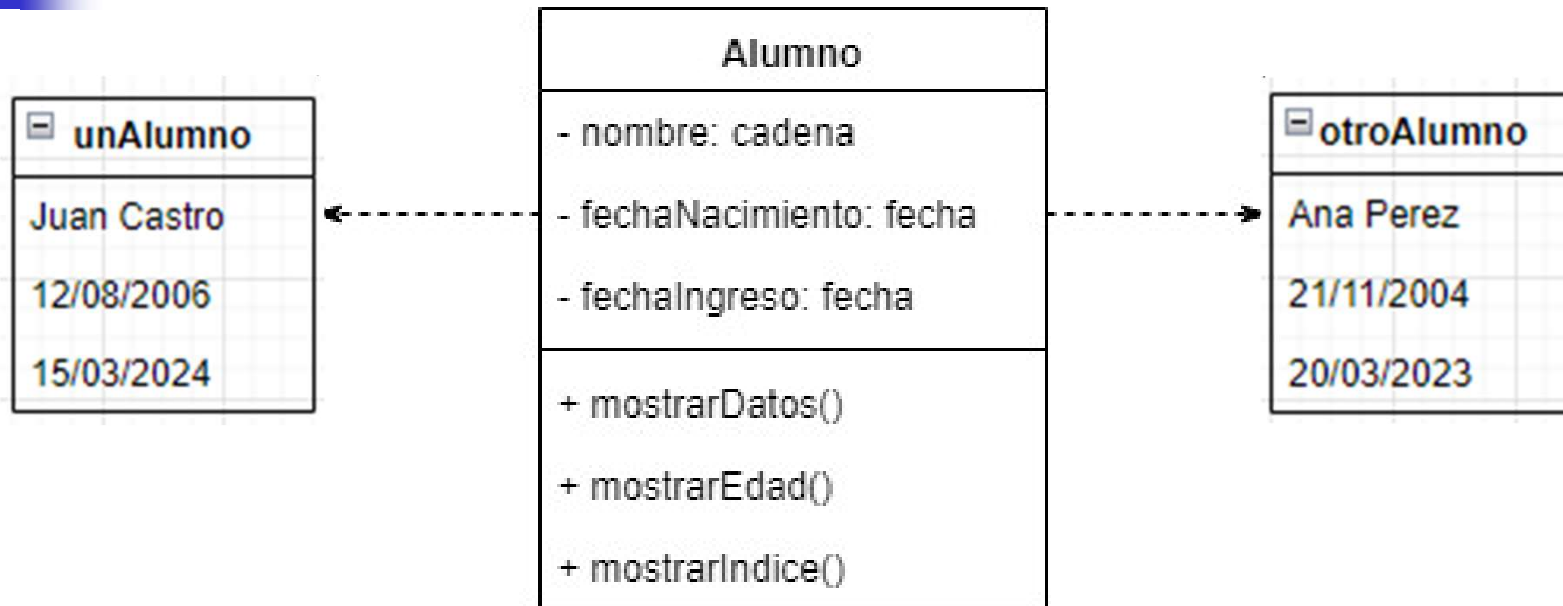 unAlumno
Juan Castro
12/08/2006
15/03/2024
Alumno
- nombre: cadena
- fechaNacimiento: fecha
- fechaIngreso: fecha
+ mostrarDatos()
+ mostrarEdad()
+ mostrarIndice()
otroAlumno
Ana Perez
21/11/2004
20/03/2023